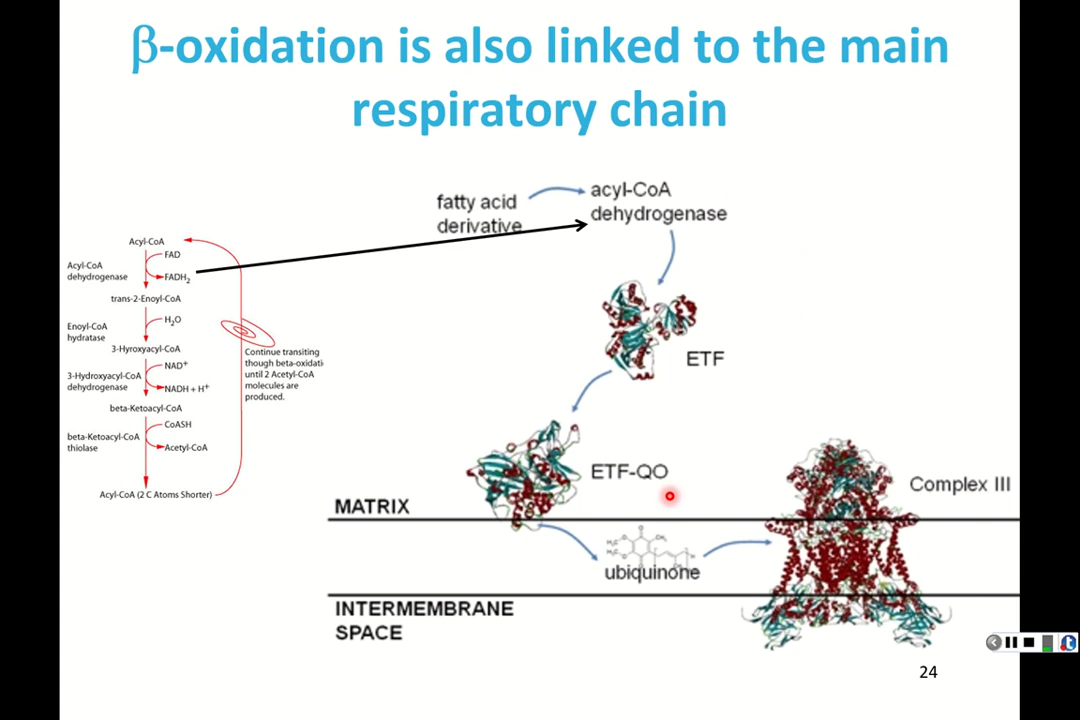 β-oxidation is also linked to the main
respiratory chain
fatty acid
derivative
acyl-CoA
dehydrogenase
Acyl-CoA
FAD
Acyl-CoA
dehydrogenase
FADH2
trans-2-Enoyl-CoA
H2O
Enoyl-CoA
hydratase
3-Hyroxyacyl-CoA
NAD+
3-Hydroxyacyl-CoA
dehydrogenase
NADH + H+
beta-Ketoacyl-CoA
CoASH
beta-Ketoacyl-CoA
thiolase
Acetyl-CoA
Acyl-CoA (2 C Atoms Shorter)
Continue transiting
though beta-oxidati
until 2 Acetyl-CoA
molecules are
produced.
ETF
ETF-QO
Complex III
MATRIX
ubiquinone
INTERMEMBRANE
SPACE
24